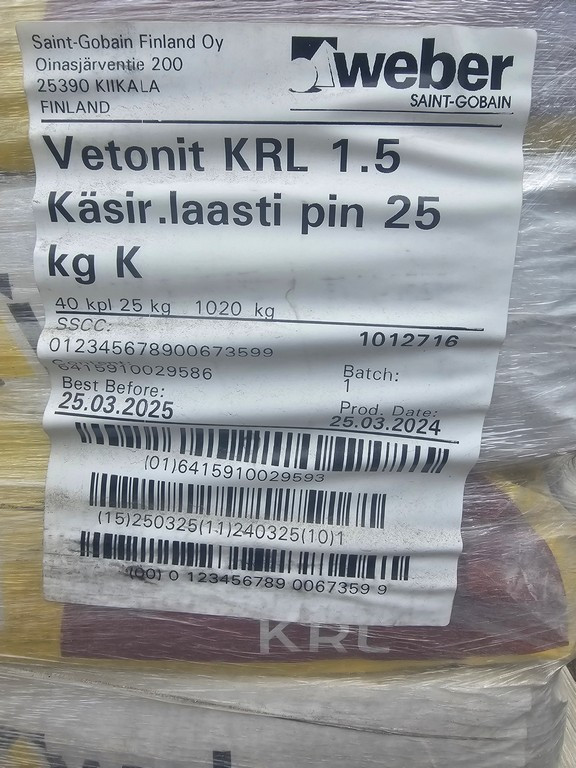 Saint-Gobain Finland Oy
Oinasjärventie 200
25390 KIIKALA
FINLAND
weber
SAINT-GOBAIN
Vetonit KRL 1.5
Käsir.laasti pin 25
kg K
40 kpl 25 kg 1020 kg
SSCC:
012345678900673599
1012716
6415910029586
Batch:
1
Best Before:
25.03.2025
Prod. Date:
25.03.2024
(01)6415910029593
(15)250325(11)240325(10)1
(00) 0 123456789 0067359 9
KRL
weber